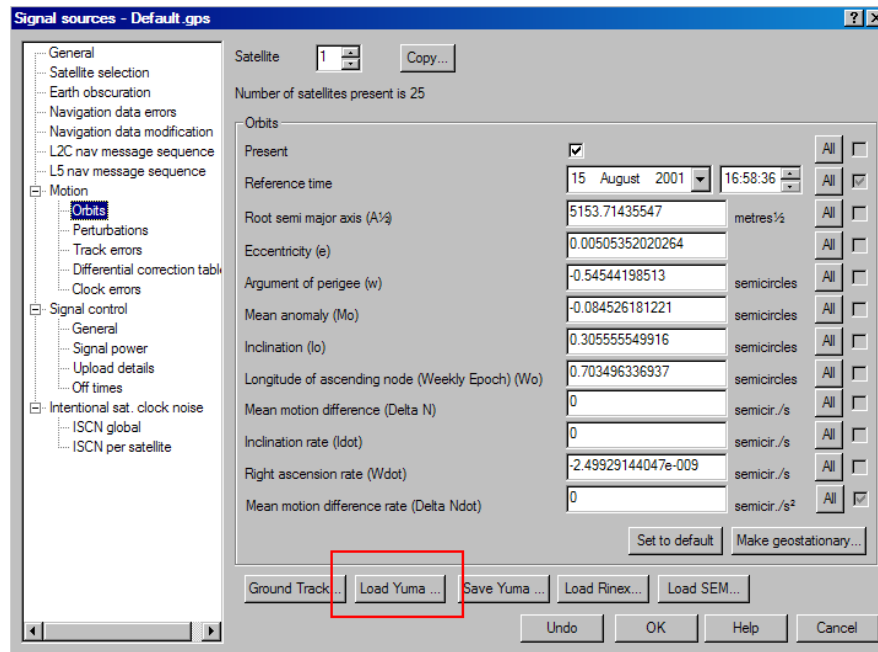 Signal sources - Default.gps
General
Satellite selection
Earth obscuration
Navigation data errors
Navigation data modification
L2C nav message sequence
L5 nav message sequence
Motion
Orbits
Perturbations
Track errors
Differential correction tabl
Clock errors
Signal control
General
Signal power
Upload details
Off times
Intentional sat. clock noise
ISCN global
ISCN per satellite
Satellite 1 Copy...
Number of satellites present is 25
Orbits
Present All
Reference time 15 August 2001 16:58:36 All
Root semi major axis (A½) 5153.71435547 metres½ All
Eccentricity (e) 0.00505352020264 All
Argument of perigee (w) -0.54544198513 semicircles All
Mean anomaly (Mo) -0.084526181221 semicircles All
Inclination (Io) 0.305555549916 semicircles All
Longitude of ascending node (Weekly Epoch) (Wo) 0.703496336937 semicircles All
Mean motion difference (Delta N) 0 semicir./s All
Inclination rate (Idot) 0 semicir./s All
Right ascension rate (Wdot) -2.49929144047e-009 semicir./s All
Mean motion difference rate (Delta Ndot) 0 semicir./s² All
Set to default Make geostationary...
Ground Track... Load Yuma ... Save Yuma ... Load Rinex... Load SEM...
Undo OK Help Cancel